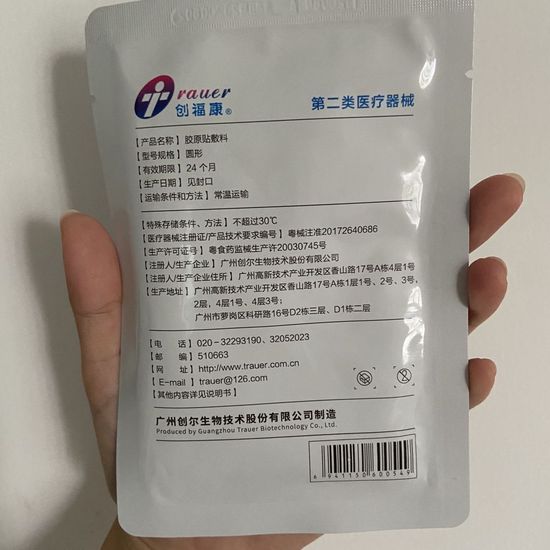 Trauer
创福康®
第二类医疗器械
【产品名称】胶原贴敷料
【型号规格】圆形
【有效期限】24个月
【生产日期】见封口
【运输条件和方法】常温运输
【特殊存储条件、方法】不超过30℃
【医疗器械注册证/产品技术要求编号】粤械注准20172640686
【生产许可证号】粤食药监械生产许20030745号
【注册人/生产企业】广州创尔生物技术股份有限公司
【注册人/生产企业住所】广州高新技术产业开发区香山路17号A栋4层1号
【生产地址】广州高新技术产业开发区香山路17号A栋1层1号、2号、3号,
2层, 4层1号、4层3号;
广州市萝岗区科研路16号D2栋三层、D1栋二层
【电 话】020-32293190、32052023
【邮 编】510663
【网 址】http://www.trauer.com.cn
【E-mail】trauer@126.com
【其他内容详见说明书】
广州创尔生物技术股份有限公司制造
Produced by Guangzhou Trauer Biotechnology Co., Ltd.
6941150600549